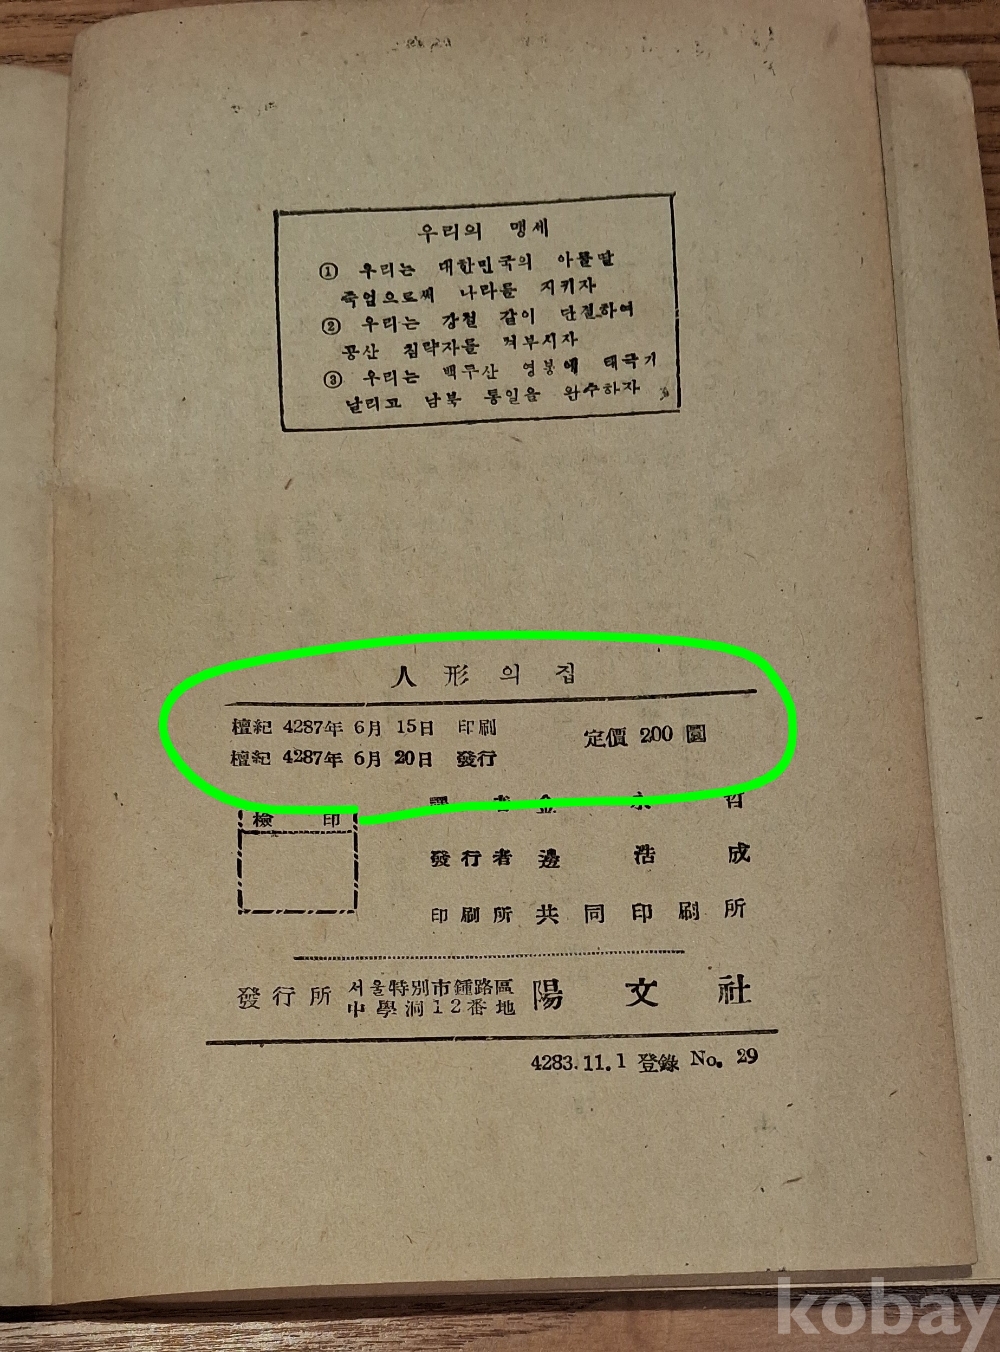 우리의 맹세
① 우리는 대한민국의 아들딸
죽엄으로써 나라를 지키자
② 우리는 강철 같이 단결하여
공산 침략자를 쳐부시자
③ 우리는 백두산 영봉에 태극기
날리고 남북 통일을 완수하자
人形의 집
檀紀 4287年 6月 15日 印刷
檀紀 4287年 6月 20日 發行
定價 200 圜
譯者 金 永 哲
檢 印
發行者 邊 浩 成
印刷所 共同印刷所
發行所 서울特別市鍾路區
中學洞12番地
陽文社
4283.11.1 登錄 No. 29
kobay